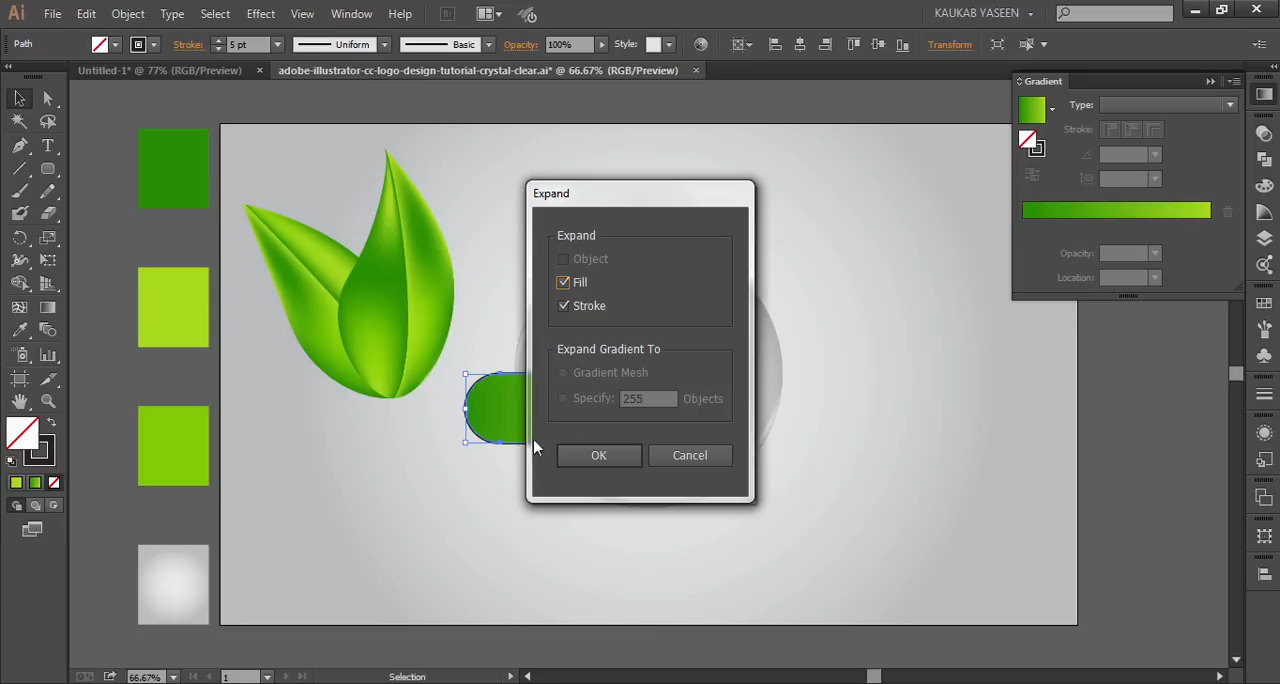 Ai File Edit Object Type Select Effect View Window Help Br KAUKAB YASEEN
Path Stroke: 5 pt Uniform Basic Opacity: 100% Style: Transform
Untitled-1* @ 77% (RGB/Preview) × adobe-illustrator-cc-logo-design-tutorial-crystal-clear.ai* @ 66.67% (RGB/Preview) ×
Gradient
Type:
Stroke:
Opacity:
Location:
Expand
Expand
Object
Fill
Stroke
Expand Gradient To
Gradient Mesh
Specify: 255 Objects
OK Cancel
66.67% 1 Selection